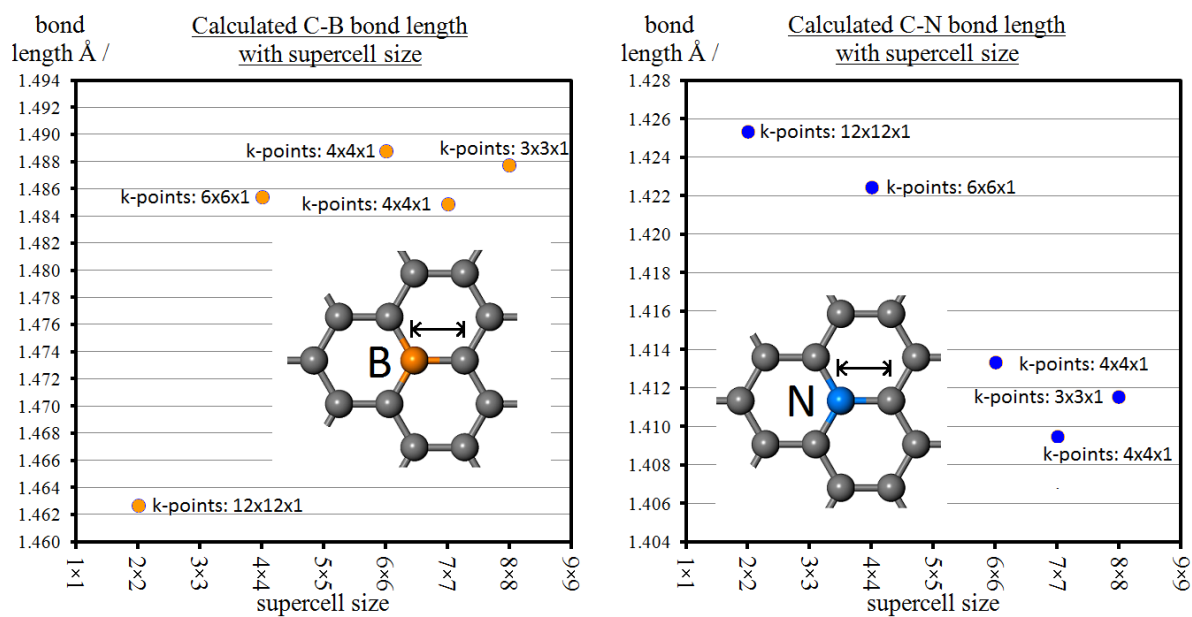 bond
length Å /
Calculated C-B bond length
with supercell size
1.494
1.492
1.490
1.488
1.486
1.484
1.482
1.480
1.478
1.476
1.474
1.472
1.470
1.468
1.466
1.464
1.462
1.460
k-points: 4x4x1
k-points: 3x3x1
k-points: 6x6x1
k-points: 4x4x1
B
k-points: 12x12x1
1×1
2×2
3×3
4×4
5×5
6×6
7×7
8×8
9×9
supercell size
bond
length Å /
Calculated C-N bond length
with supercell size
1.428
1.426
1.424
1.422
1.420
1.418
1.416
1.414
1.412
1.410
1.408
1.406
1.404
k-points: 12x12x1
k-points: 6x6x1
N
k-points: 4x4x1
k-points: 3x3x1
k-points: 4x4x1
1×1
2×2
3×3
4×4
5×5
6×6
7×7
8×8
9×9
supercell size